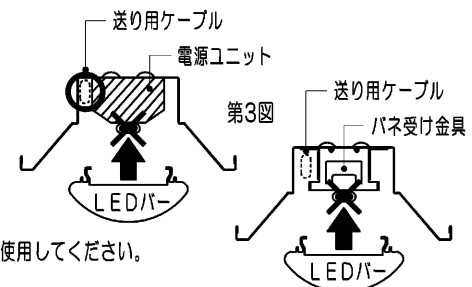 送り用ケーブル
電源ユニット
第3図
LEDバー
送り用ケーブル
バネ受け金具
使用してください。
LEDバー